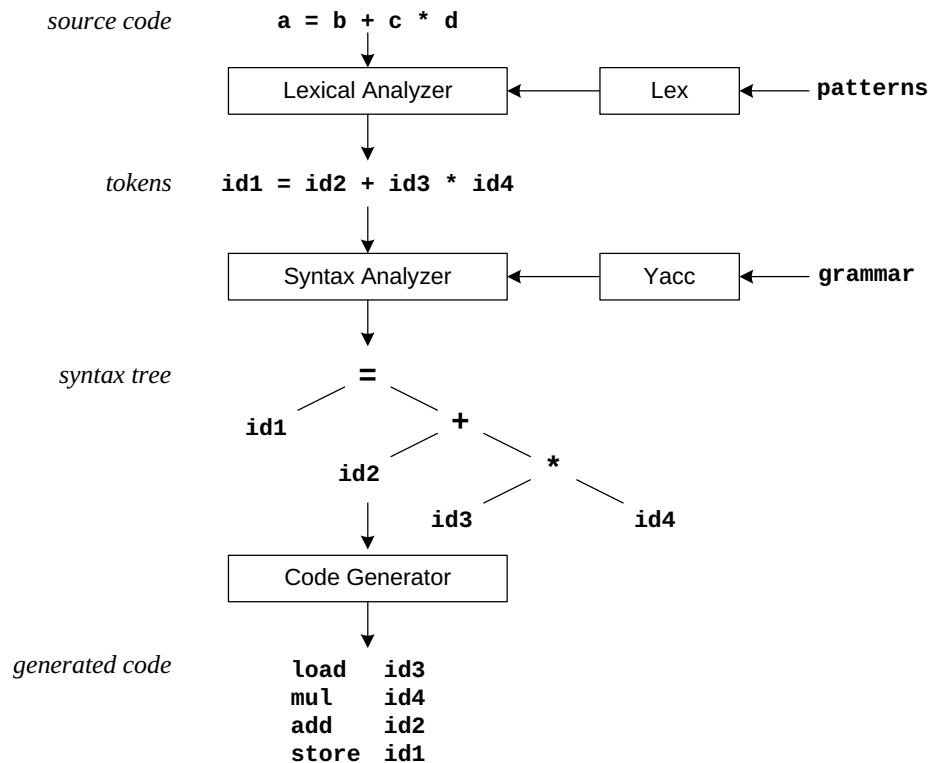 source code a = b + c * d
Lexical Analyzer Lex patterns
tokens id1 = id2 + id3 * id4
Syntax Analyzer Yacc grammar
syntax tree =
id1 +
id2 *
id3 id4
Code Generator
generated code load id3
mul id4
add id2
store id1